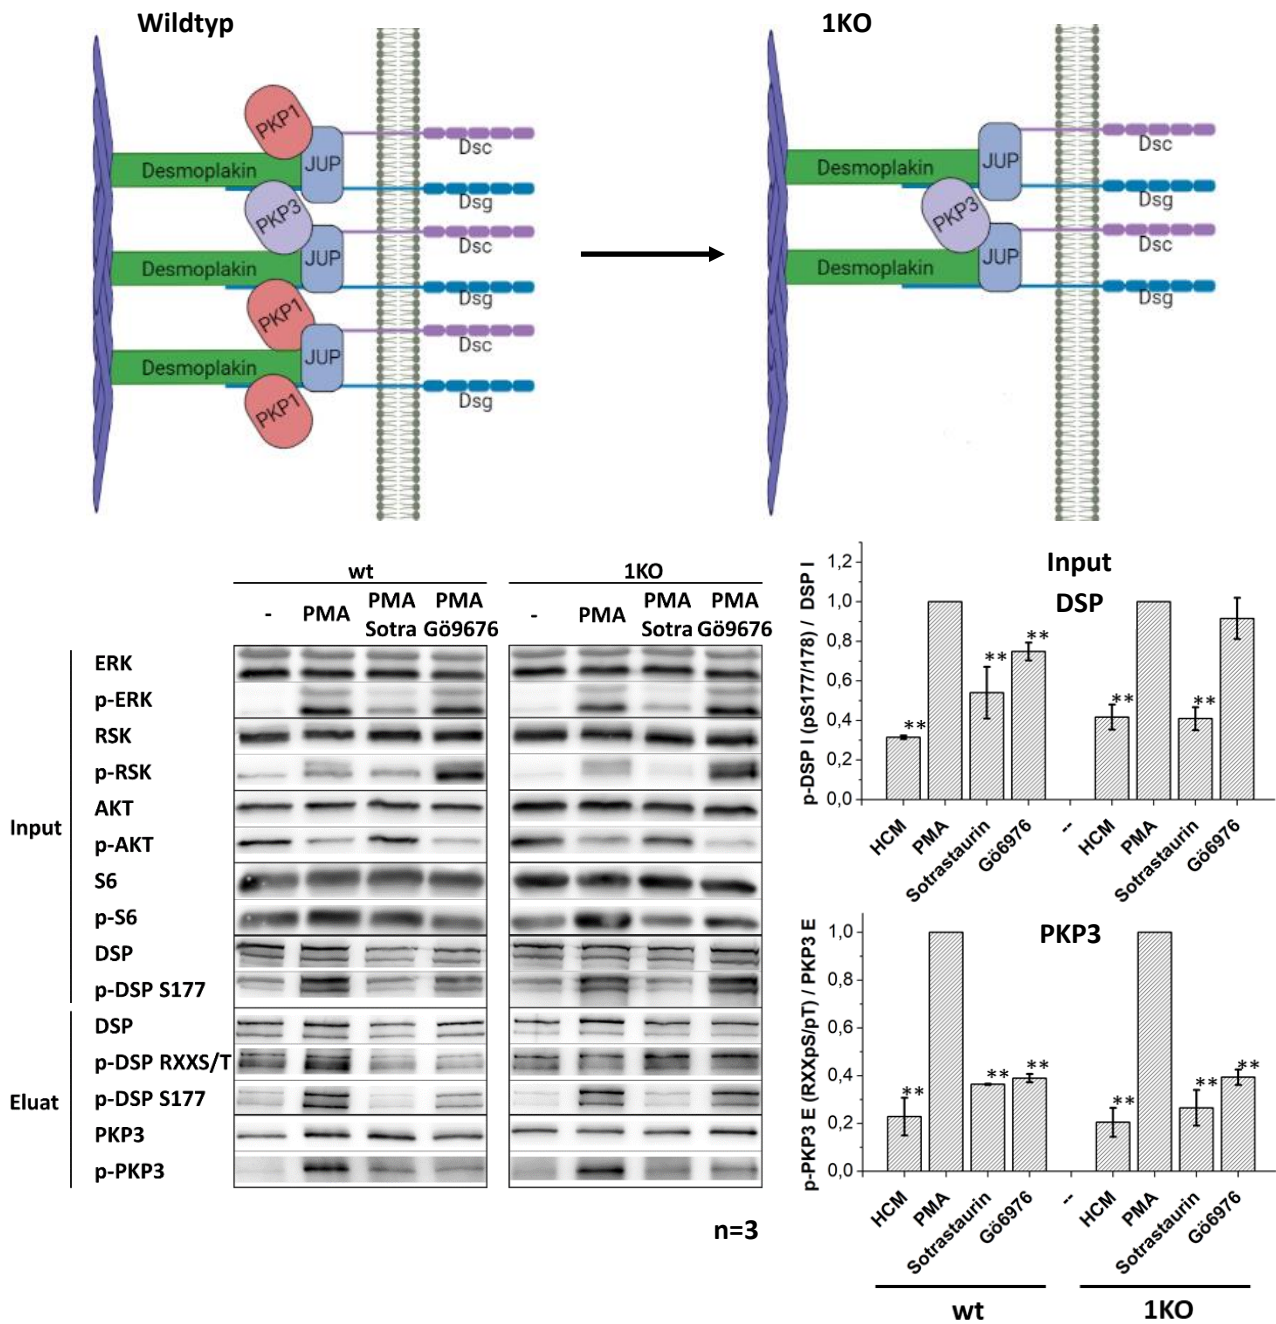 Wildtyp
1KO
PKP1
Desmoplakin
JUP
Dsc
Dsg
PKP3
Desmoplakin
JUP
Dsc
Dsg
PKP1
Desmoplakin
JUP
Dsc
Dsg
PKP1
Desmoplakin
JUP
Dsc
Dsg
PKP3
Desmoplakin
JUP
Dsc
Dsg
wt
1KO
- PMA PMA Sotra PMA Gö9676
- PMA PMA Sotra PMA Gö9676
Input
ERK
p-ERK
RSK
p-RSK
AKT
p-AKT
S6
p-S6
DSP
p-DSP S177
Eluat
DSP
p-DSP RXXS/T
p-DSP S177
PKP3
p-PKP3
n=3
Input
DSP
p-DSP I (pS177/178) / DSP I
1,2
1,0
0,8
0,6
0,4
0,2
0,0
** ** ** ** **
HCM PMA Sotrastaurin Gö6976 -- HCM PMA Sotrastaurin Gö6976
PKP3
p-PKP3 E (RXXpS/pT) / PKP3 E
1,0
0,8
0,6
0,4
0,2
0,0
** ** ** ** ** **
HCM PMA Sotrastaurin Gö6976 -- HCM PMA Sotrastaurin Gö6976
wt
1KO